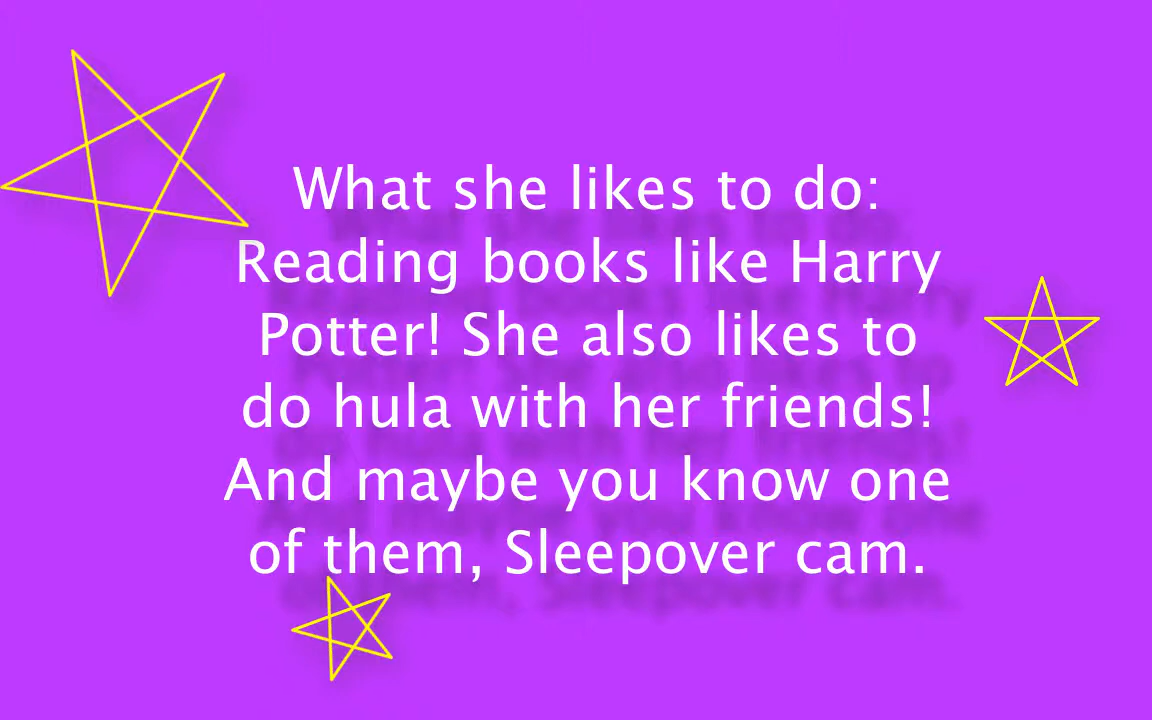 What she likes to do:
Reading books like Harry
Potter! She also likes to
do hula with her friends!
And maybe you know one
of them, Sleepover cam.